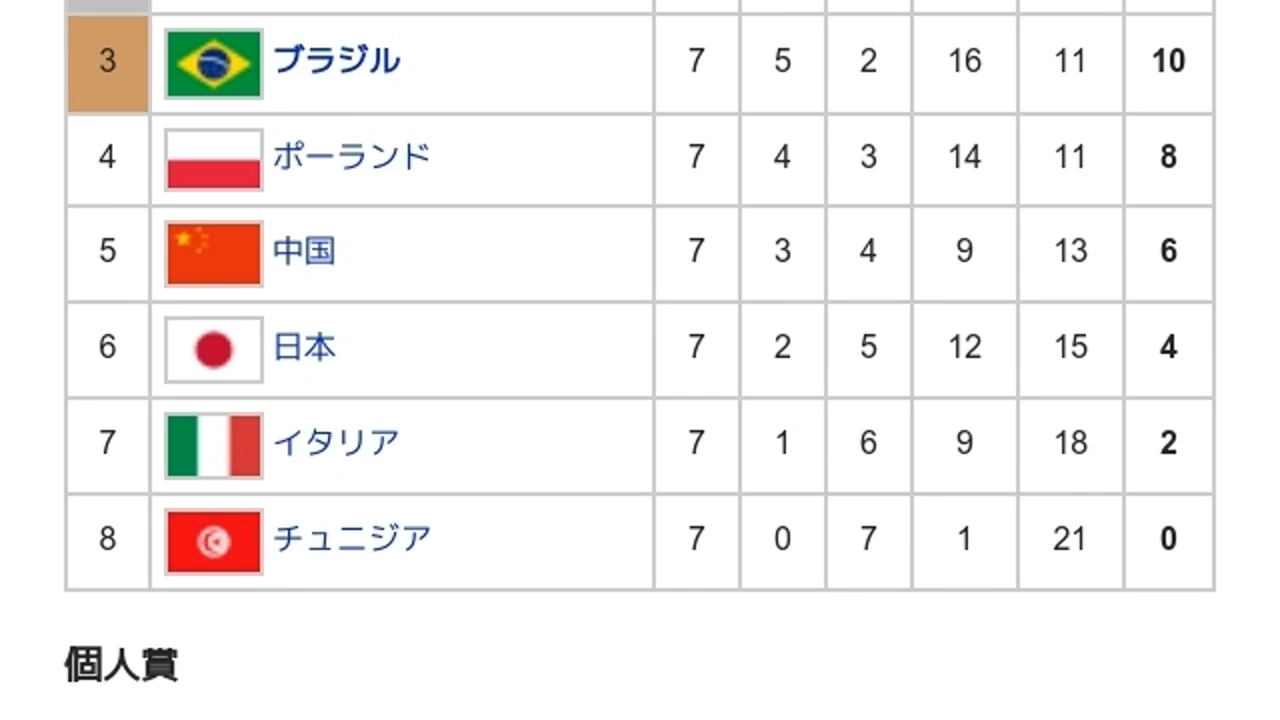 3 ブラジル 7 5 2 16 11 10
4 ポーランド 7 4 3 14 11 8
5 中国 7 3 4 9 13 6
6 日本 7 2 5 12 15 4
7 イタリア 7 1 6 9 18 2
8 チュニジア 7 0 7 1 21 0
個人賞